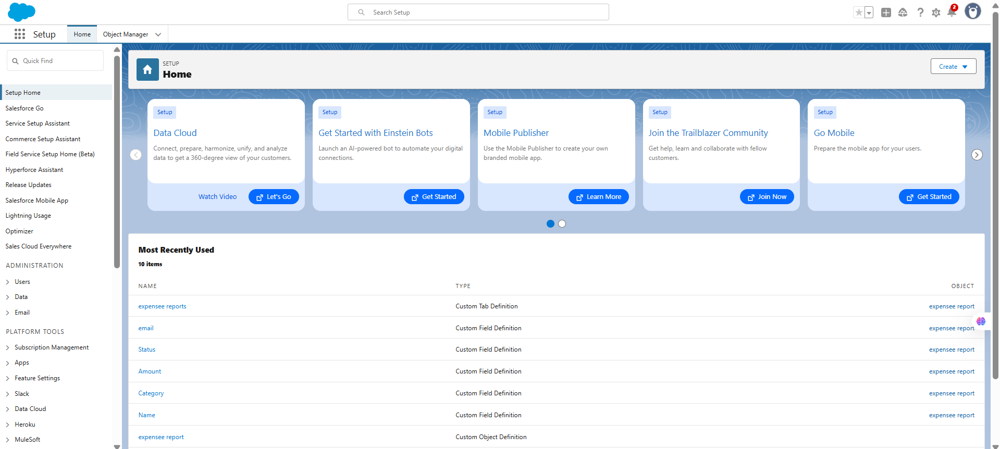 Search Setup
2
Setup
Home
Object Manager
Quick Find
Setup Home
Salesforce Go
Service Setup Assistant
Commerce Setup Assistant
Field Service Setup Home (Beta)
Hyperforce Assistant
Release Updates
Salesforce Mobile App
Lightning Usage
Optimizer
Sales Cloud Everywhere
ADMINISTRATION
Users
Data
Email
PLATFORM TOOLS
Subscription Management
Apps
Feature Settings
Slack
Data Cloud
Heroku
MuleSoft
SETUP
Home
Create
Setup
Data Cloud
Connect, prepare, harmonize, unify, and analyze
data to get a 360-degree view of your customers.
Watch Video
Let's Go
Setup
Get Started with Einstein Bots
Launch an AI-powered bot to automate your digital
connections.
Get Started
Setup
Mobile Publisher
Use the Mobile Publisher to create your own
branded mobile app.
Learn More
Setup
Join the Trailblazer Community
Get help, learn and collaborate with fellow
customers.
Join Now
Setup
Go Mobile
Prepare the mobile app for your users.
Get Started
Most Recently Used
10 items
NAME TYPE OBJECT
expensee reports Custom Tab Definition expensee report
email Custom Field Definition expensee report
Status Custom Field Definition expensee report
Amount Custom Field Definition expensee report
Category Custom Field Definition expensee report
Name Custom Field Definition expensee report
expensee report Custom Object Definition